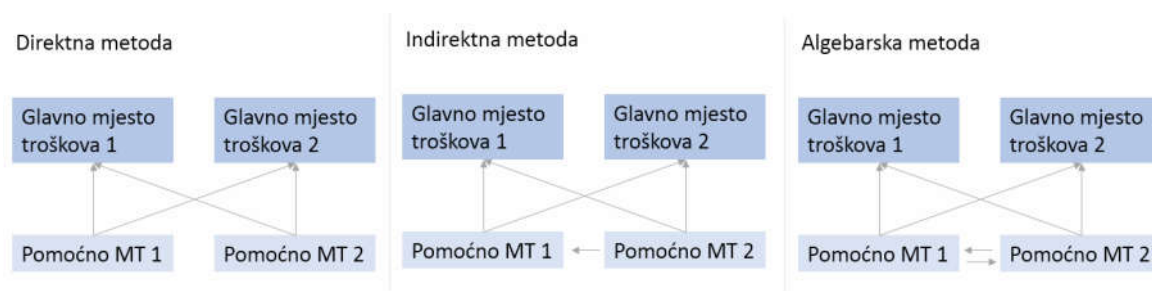 Direktna metoda
Glavno mjesto
troškova 1
Glavno mjesto
troškova 2
Pomoćno MT 1
Pomoćno MT 2
Indirektna metoda
Glavno mjesto
troškova 1
Glavno mjesto
troškova 2
Pomoćno MT 1
Pomoćno MT 2
Algebarska metoda
Glavno mjesto
troškova 1
Glavno mjesto
troškova 2
Pomoćno MT 1
Pomoćno MT 2